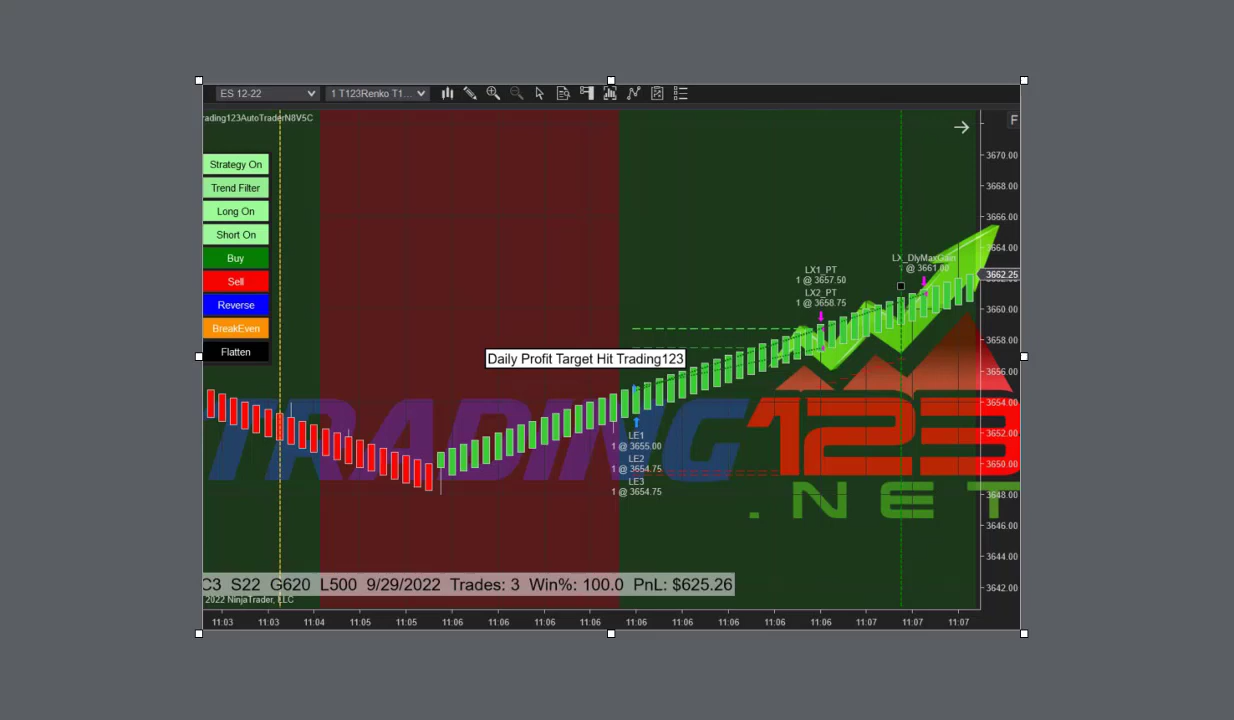 ES 12-22
1 T123Renko T1...
rading123AutoTraderN8V5C
F
Strategy On
Trend Filter
Long On
Short On
Buy
Sell
Reverse
BreakEven
Flatten
LX1_PT
1 @ 3657.50
LX2_PT
1 @ 3658.75
LX_DlyMaxGain
1 @ 3661.00
Daily Profit Target Hit Trading123
LE1
1 @ 3655.00
LE2
1 @ 3654.75
LE3
1 @ 3654.75
TRADING123
.NET
3670.00
3668.00
3666.00
3664.00
3662.25
3660.00
3658.00
3656.00
3654.00
3652.00
3650.00
3648.00
3646.00
3644.00
3642.00
C3 S22 G620 L500 9/29/2022 Trades: 3 Win%: 100.0 PnL: $625.26
2022 NinjaTrader, LLC
11:03 11:03 11:04 11:05 11:05 11:06 11:06 11:06 11:06 11:06 11:06 11:06 11:06 11:06 11:07 11:07 11:07